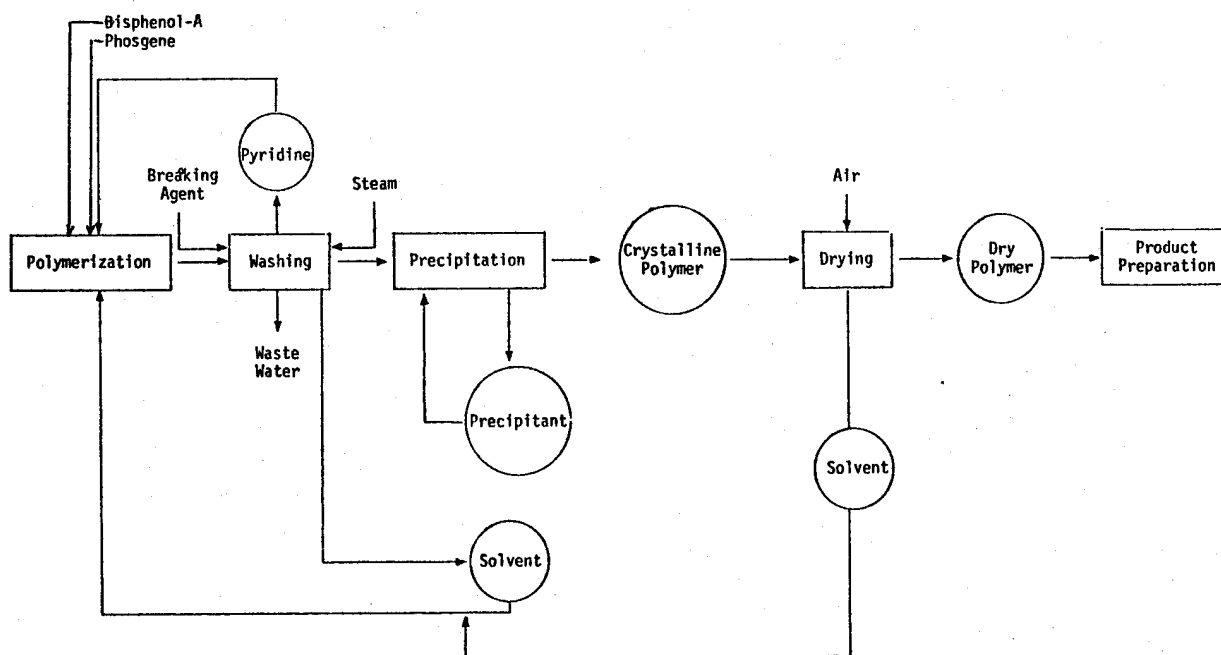 Bisphenol-A
Phosgene
Pyridine
Breaking
Agent
Steam
Air
Polymerization
Washing
Precipitation
Crystalline
Polymer
Drying
Dry
Polymer
Product
Preparation
Waste
Water
Precipitant
Solvent
Solvent